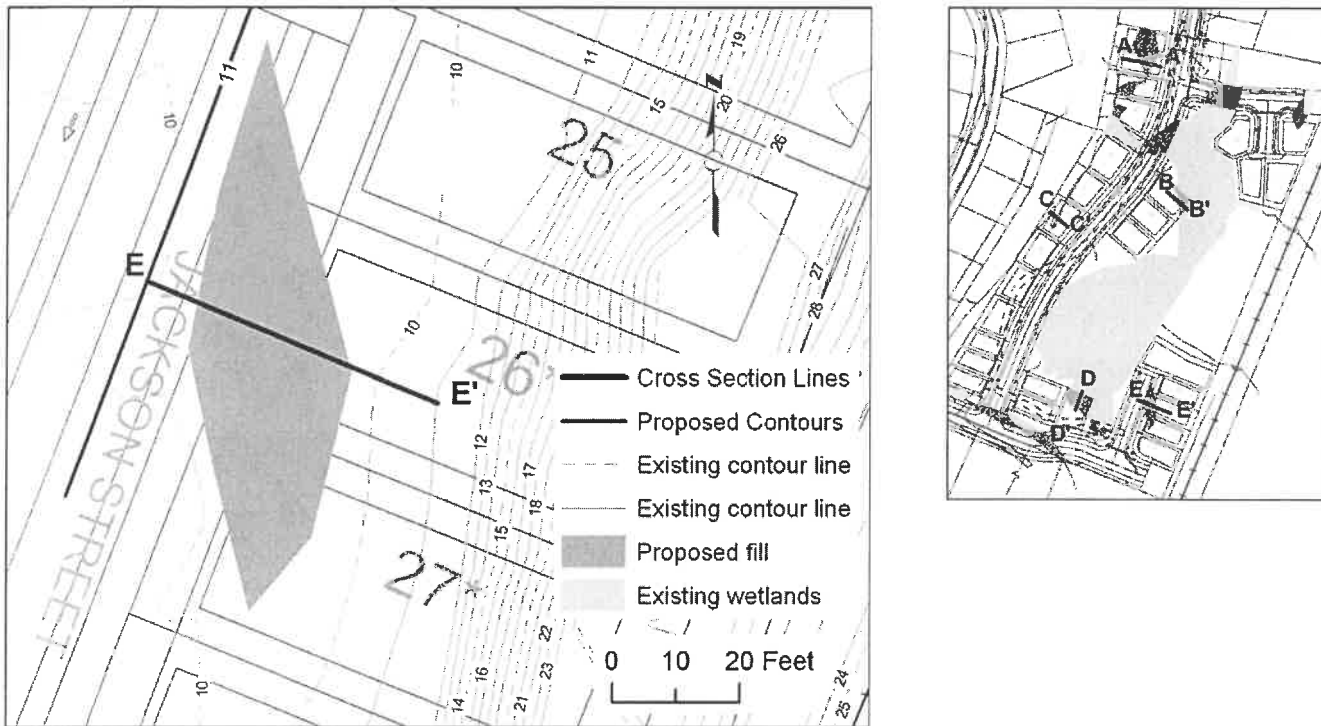 11
10
11
19
15
20
26
N
10
25
27
28
E
JACKSON STREET
10
26
E'
12
13
17
18
15
27*
10
14
16
21
22
23
24
25
Cross Section Lines
Proposed Contours
Existing contour line
Existing contour line
Proposed fill
Existing wetlands
0 10 20 Feet
A
B
B'
C
C'
D
D'
E
E'